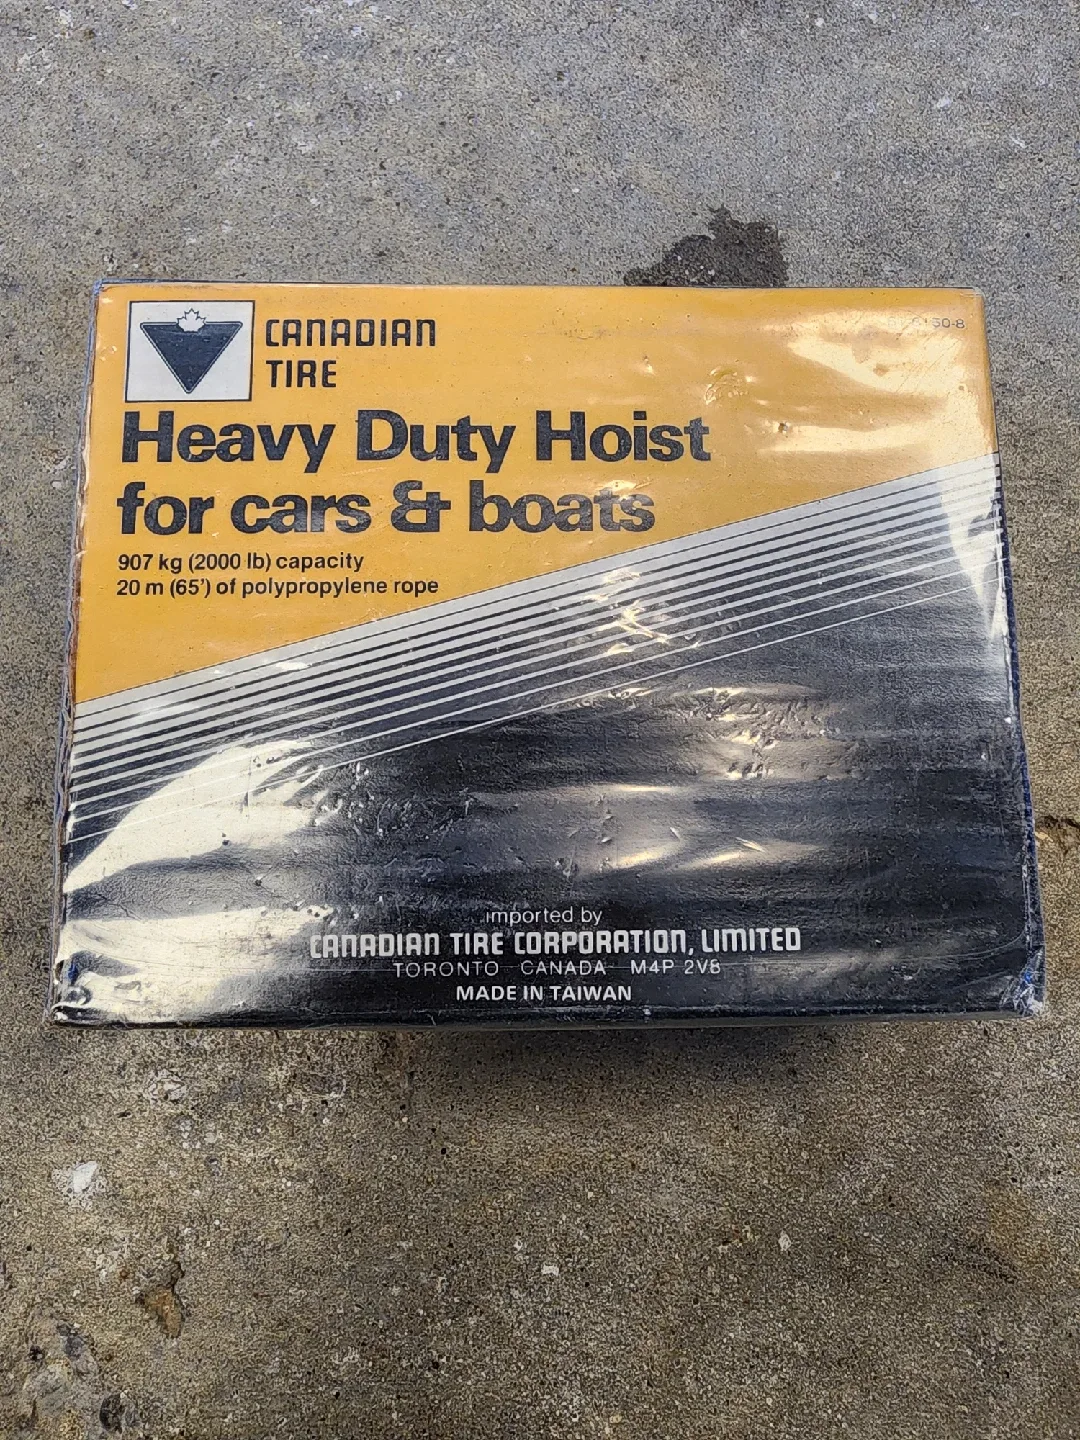 CANADIAN
TIRE
Heavy Duty Hoist
for cars & boats
907 kg (2000 lb) capacity
20 m (65') of polypropylene rope
imported by
CANADIAN TIRE CORPORATION, LIMITED
TORONTO CANADA M4P 2V8
MADE IN TAIWAN